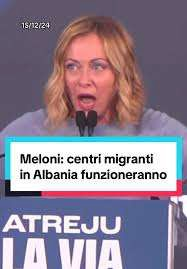 15/12/24
Meloni: centri migranti
in Albania funzioneranno
ATREJU
LA VIA